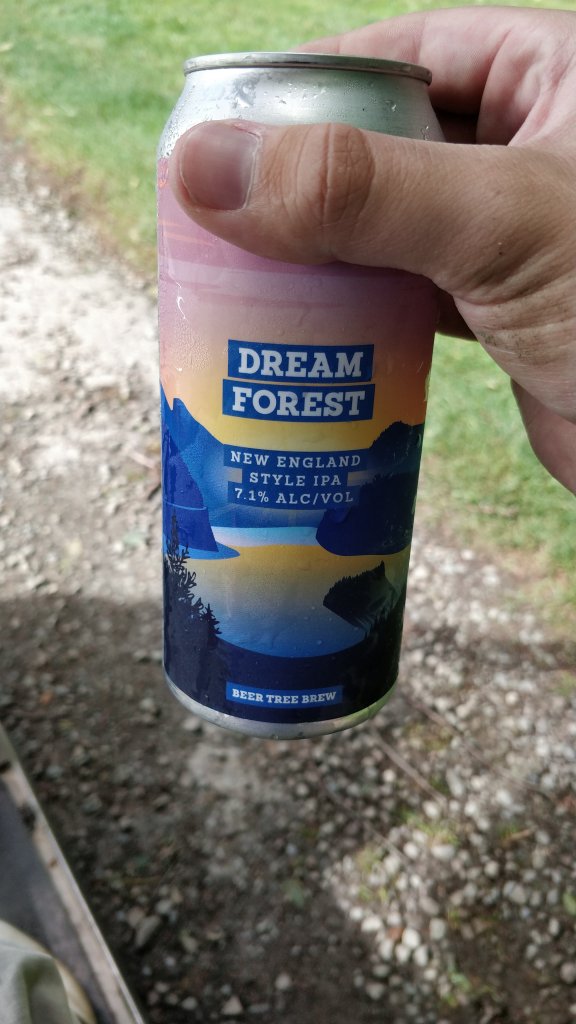 DREAM
FOREST
NEW ENGLAND
STYLE IPA
7.1% ALC/VOL
BEER TREE BREW